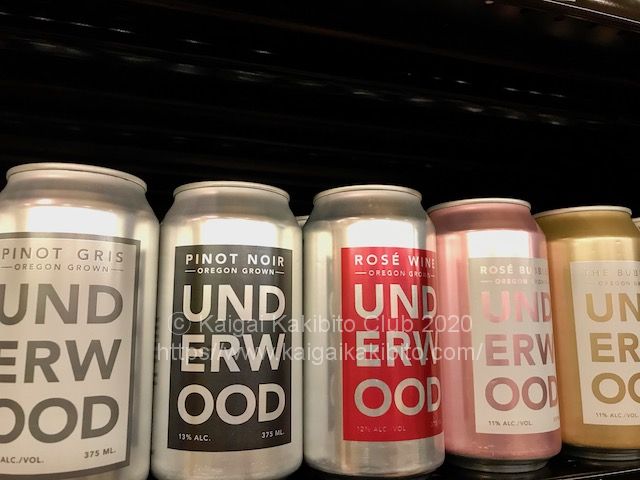 PINOT GRIS
OREGON GROWN
UND
ERW
OOD
ALC./VOL.
375 ML.
PINOT NOIR
OREGON GROWN
UND
ERW
OOD
13% ALC.
375 ML.
ROSÉ WINE
OREGON GROWN
UND
ERW
OOD
12% ALC. VOL.
ROSÉ BUBB
OREGON
UND
ERW
OOD
11% ALC./VOL.
THE BUB
OREGON
UN
ER
OO
11% ALC./VOL.
© Kaigai Kakibito Club 2020
https://www.kaigaikakibito.com/